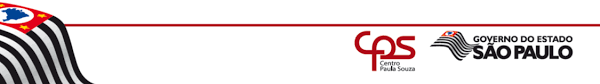 CPS
Centro
Paula Souza
GOVERNO DO ESTADO
SÃO PAULO